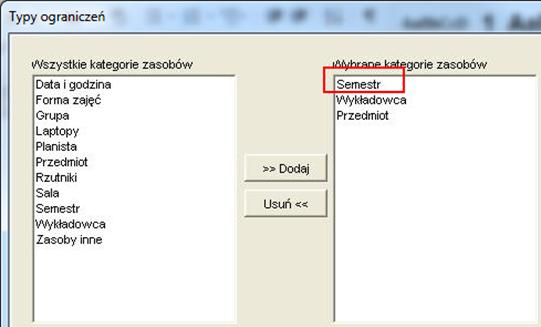 Typy ograniczeń
Wszystkie kategorie zasobów
Data i godzina
Forma zajęć
Grupa
Laptopy
Planista
Przedmiot
Rzutniki
Sala
Semestr
Wykładowca
Zasoby inne
>> Dodaj
Usuń <<
Wybrane kategorie zasobów
Semestr
Wykładowca
Przedmiot